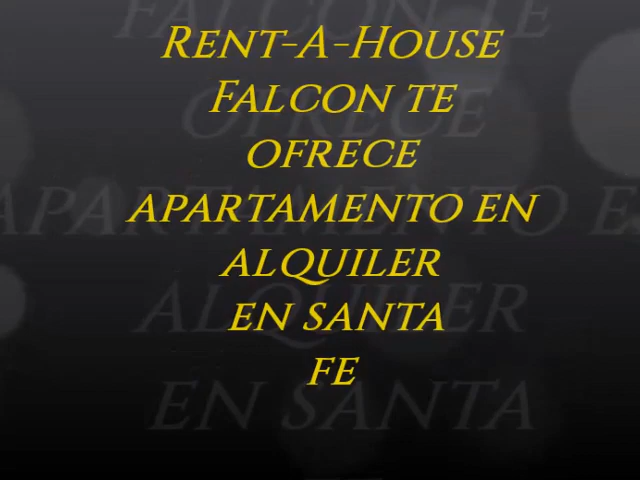 Rent-A-House
Falcon te
ofrece
apartamento en
alquiler
en santa
fe